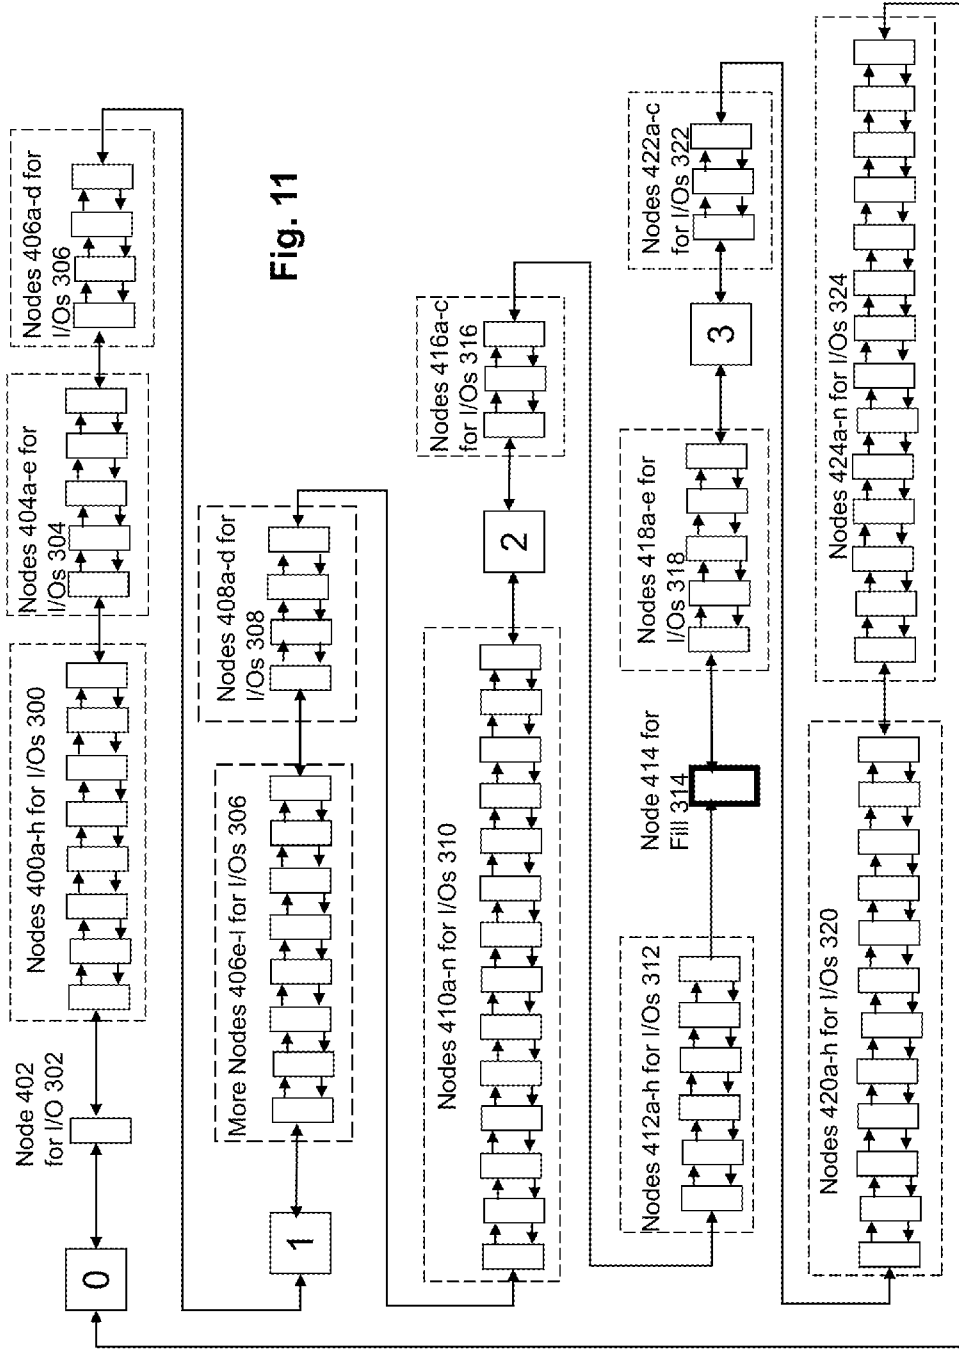 0
Node 402
for I/O 302
Nodes 400a-h for I/Os 300
Nodes 404a-e for
I/Os 304
Nodes 406a-d for
I/Os 306
1
More Nodes 406e-l for I/Os 306
Nodes 408a-d for
I/Os 308
Fig. 11
Nodes 410a-n for I/Os 310
2
Nodes 416a-c
for I/Os 316
Nodes 412a-h for I/Os 312
Node 414 for
Fill 314
Nodes 418a-e for
I/Os 318
3
Nodes 422a-c
for I/Os 322
Nodes 420a-h for I/Os 320
Nodes 424a-n for I/Os 324